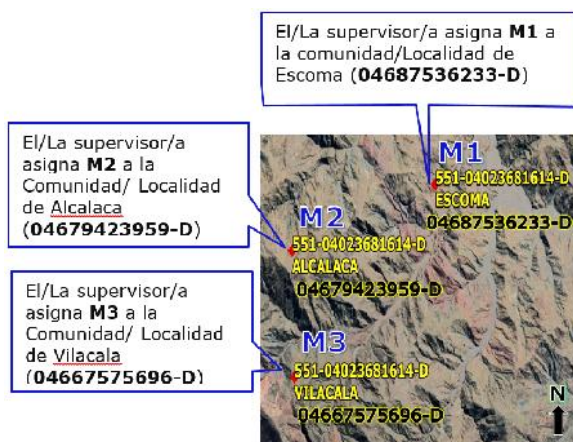 El/La supervisor/a asigna M1 a
la comunidad/Localidad de
Escoma (04687536233-D)
El/La supervisor/a
asigna M2 a la
Comunidad/ Localidad
de Alcalaca
(04679423959-D)
El/La supervisor/a
asigna M3 a la
Comunidad/ Localidad
de Vilacala
(04667575696-D)
M1
551-04023681614-D
ESCOMA
04687536233-D
M2
551-04023681614-D
ALCALACA
04679423959-D
M3
551-04023681614-D
VILACALA
04667575696-D
N